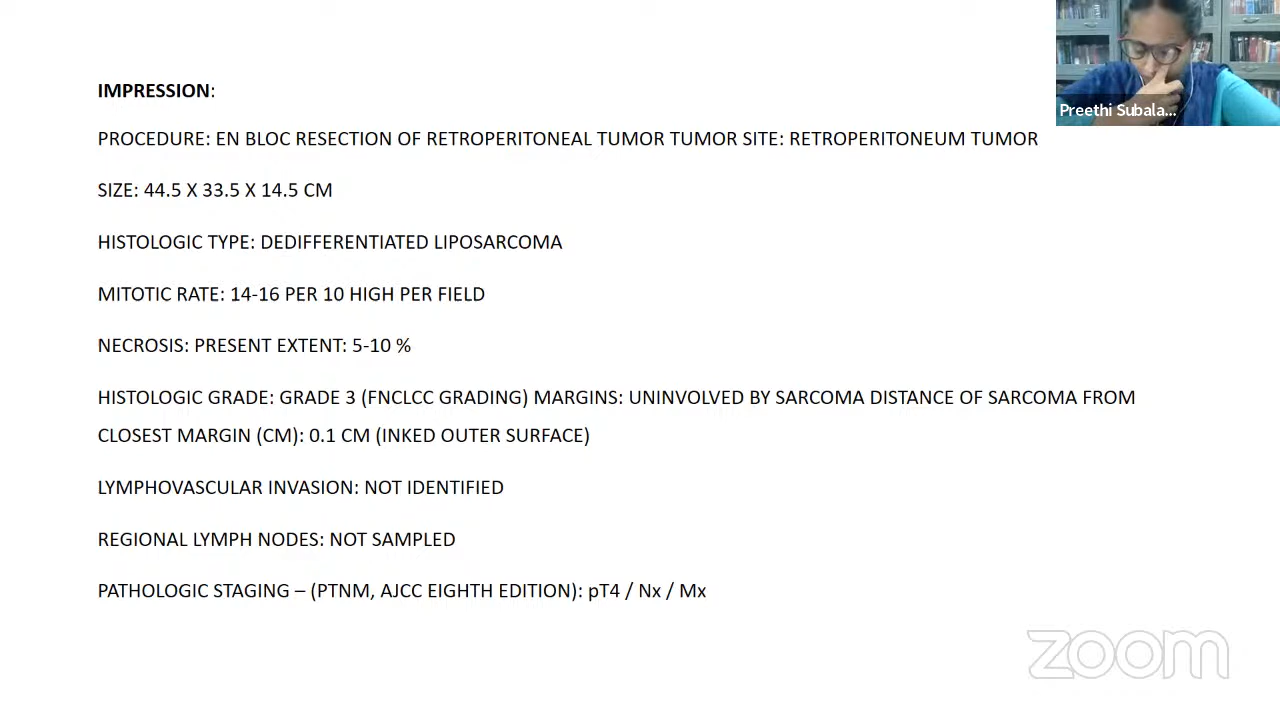 Preethi Subala...
IMPRESSION:
PROCEDURE: EN BLOC RESECTION OF RETROPERITONEAL TUMOR TUMOR SITE: RETROPERITONEUM TUMOR
SIZE: 44.5 X 33.5 X 14.5 CM
HISTOLOGIC TYPE: DEDIFFERENTIATED LIPOSARCOMA
MITOTIC RATE: 14-16 PER 10 HIGH PER FIELD
NECROSIS: PRESENT EXTENT: 5-10 %
HISTOLOGIC GRADE: GRADE 3 (FNCLCC GRADING) MARGINS: UNINVOLVED BY SARCOMA DISTANCE OF SARCOMA FROM
CLOSEST MARGIN (CM): 0.1 CM (INKED OUTER SURFACE)
LYMPHOVASCULAR INVASION: NOT IDENTIFIED
REGIONAL LYMPH NODES: NOT SAMPLED
PATHOLOGIC STAGING – (PTNM, AJCC EIGHTH EDITION): pT4 / Nx / Mx
zoom